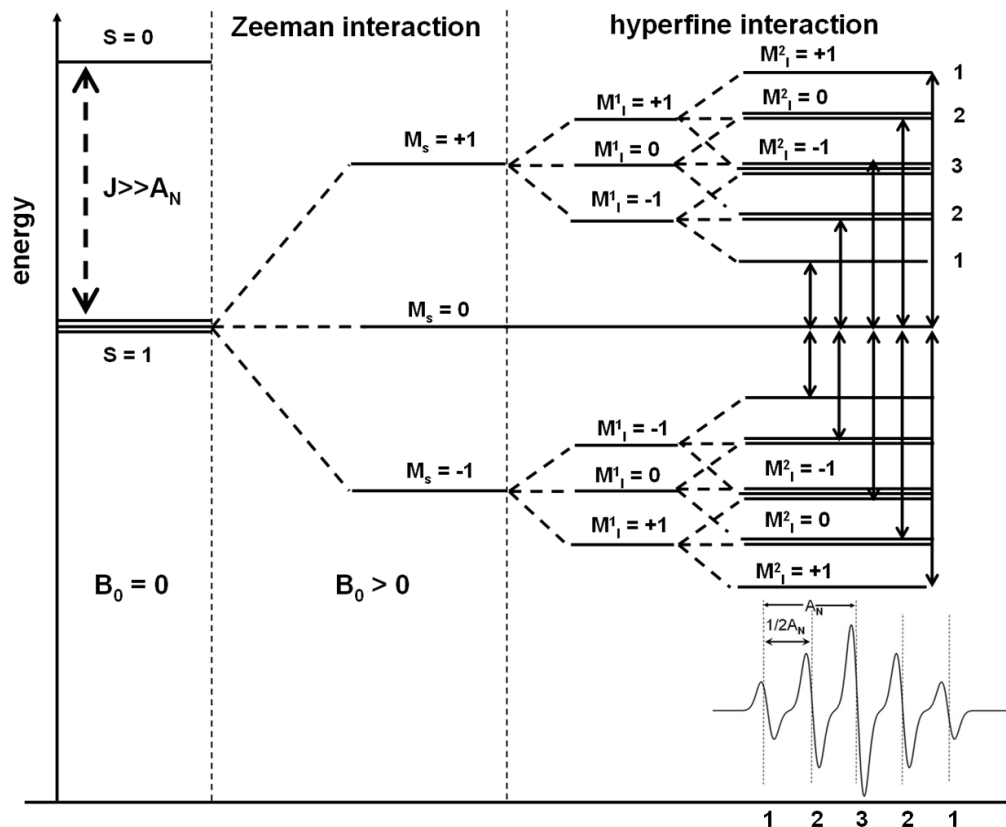 Zeeman interaction
hyperfine interaction
energy
S = 0
J>>A_N
S = 1
B_0 = 0
M_s = +1
M_s = 0
M_s = -1
B_0 > 0
M^1_I = +1
M^1_I = 0
M^1_I = -1
M^2_I = +1
M^2_I = 0
M^2_I = -1
1
2
3
2
1
M^1_I = -1
M^1_I = 0
M^1_I = +1
M^2_I = -1
M^2_I = 0
M^2_I = +1
A_N
1/2A_N
1 2 3 2 1